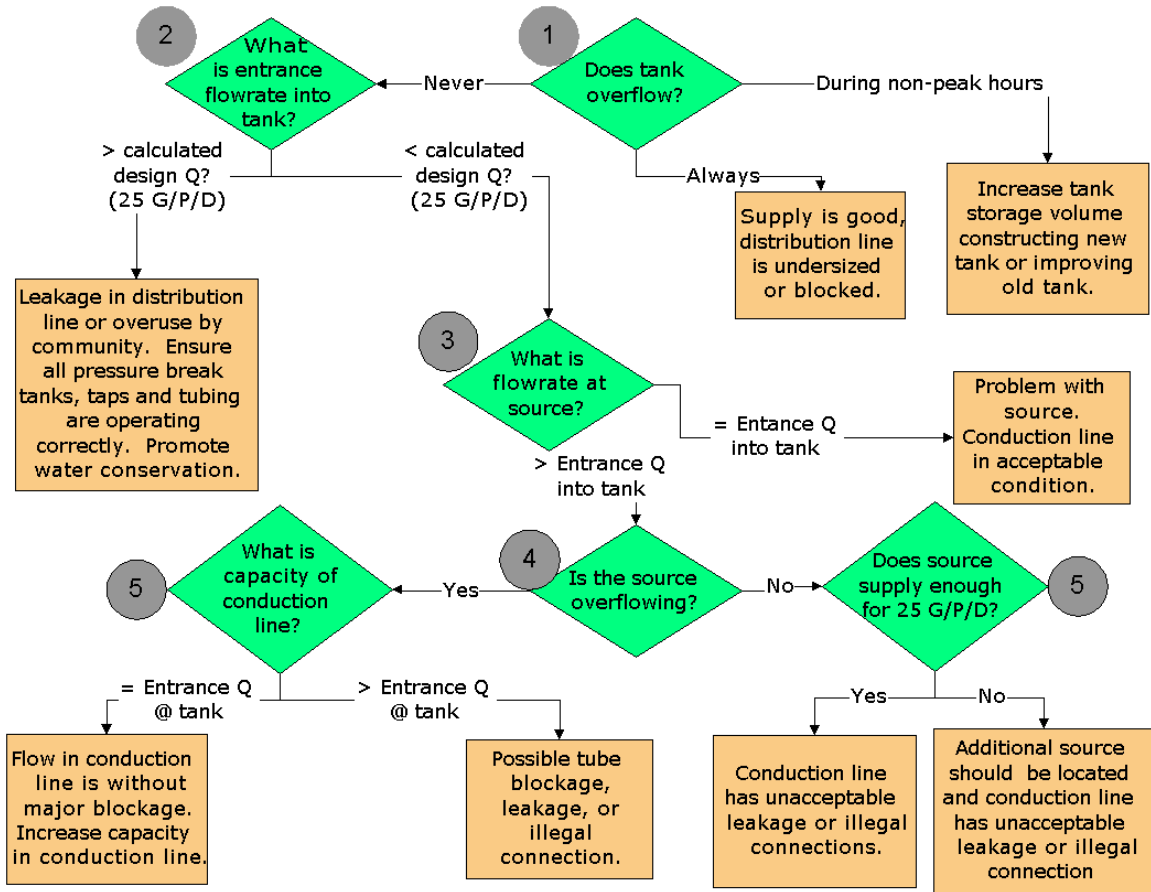 2
What
is entrance
flowrate into
tank?
Never
1
Does tank
overflow?
During non-peak hours
> calculated
design Q?
(25 G/P/D)
< calculated
design Q?
(25 G/P/D)
Always
Supply is good,
distribution line
is undersized
or blocked.
Increase tank
storage volume
constructing new
tank or improving
old tank.
Leakage in distribution
line or overuse by
community. Ensure
all pressure break
tanks, taps and tubing
are operating
correctly. Promote
water conservation.
3
What is
flowrate at
source?
= Entance Q
into tank
Problem with
source.
Conduction line
in acceptable
condition.
> Entrance Q
into tank
5
What is
capacity of
conduction
line?
Yes
4
Is the source
overflowing?
No
Does source
supply enough
for 25 G/P/D?
5
= Entrance Q
@ tank
> Entrance Q
@ tank
Yes
No
Flow in conduction
line is without
major blockage.
Increase capacity
in conduction line.
Possible tube
blockage,
leakage, or
illegal
connection.
Conduction line
has unacceptable
leakage or illegal
connections.
Additional source
should be located
and conduction line
has unacceptable
leakage or illegal
connection